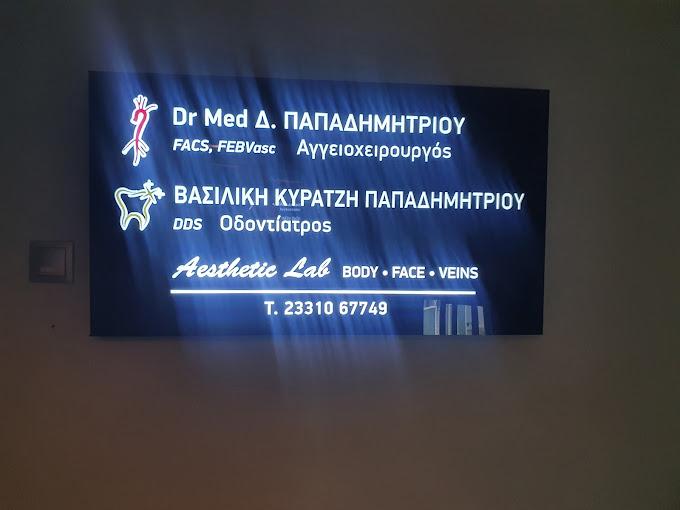 Dr Med Δ. ΠΑΠΑΔΗΜΗΤΡΙΟΥ
FACS, FEBVasc Αγγειοχειρουργός
ΒΑΣΙΛΙΚΗ ΚΥΡΑΤΖΗ ΠΑΠΑΔΗΜΗΤΡΙΟΥ
DDS Οδοντίατρος
Aesthetic Lab BODY • FACE • VEINS
Τ. 23310 67749